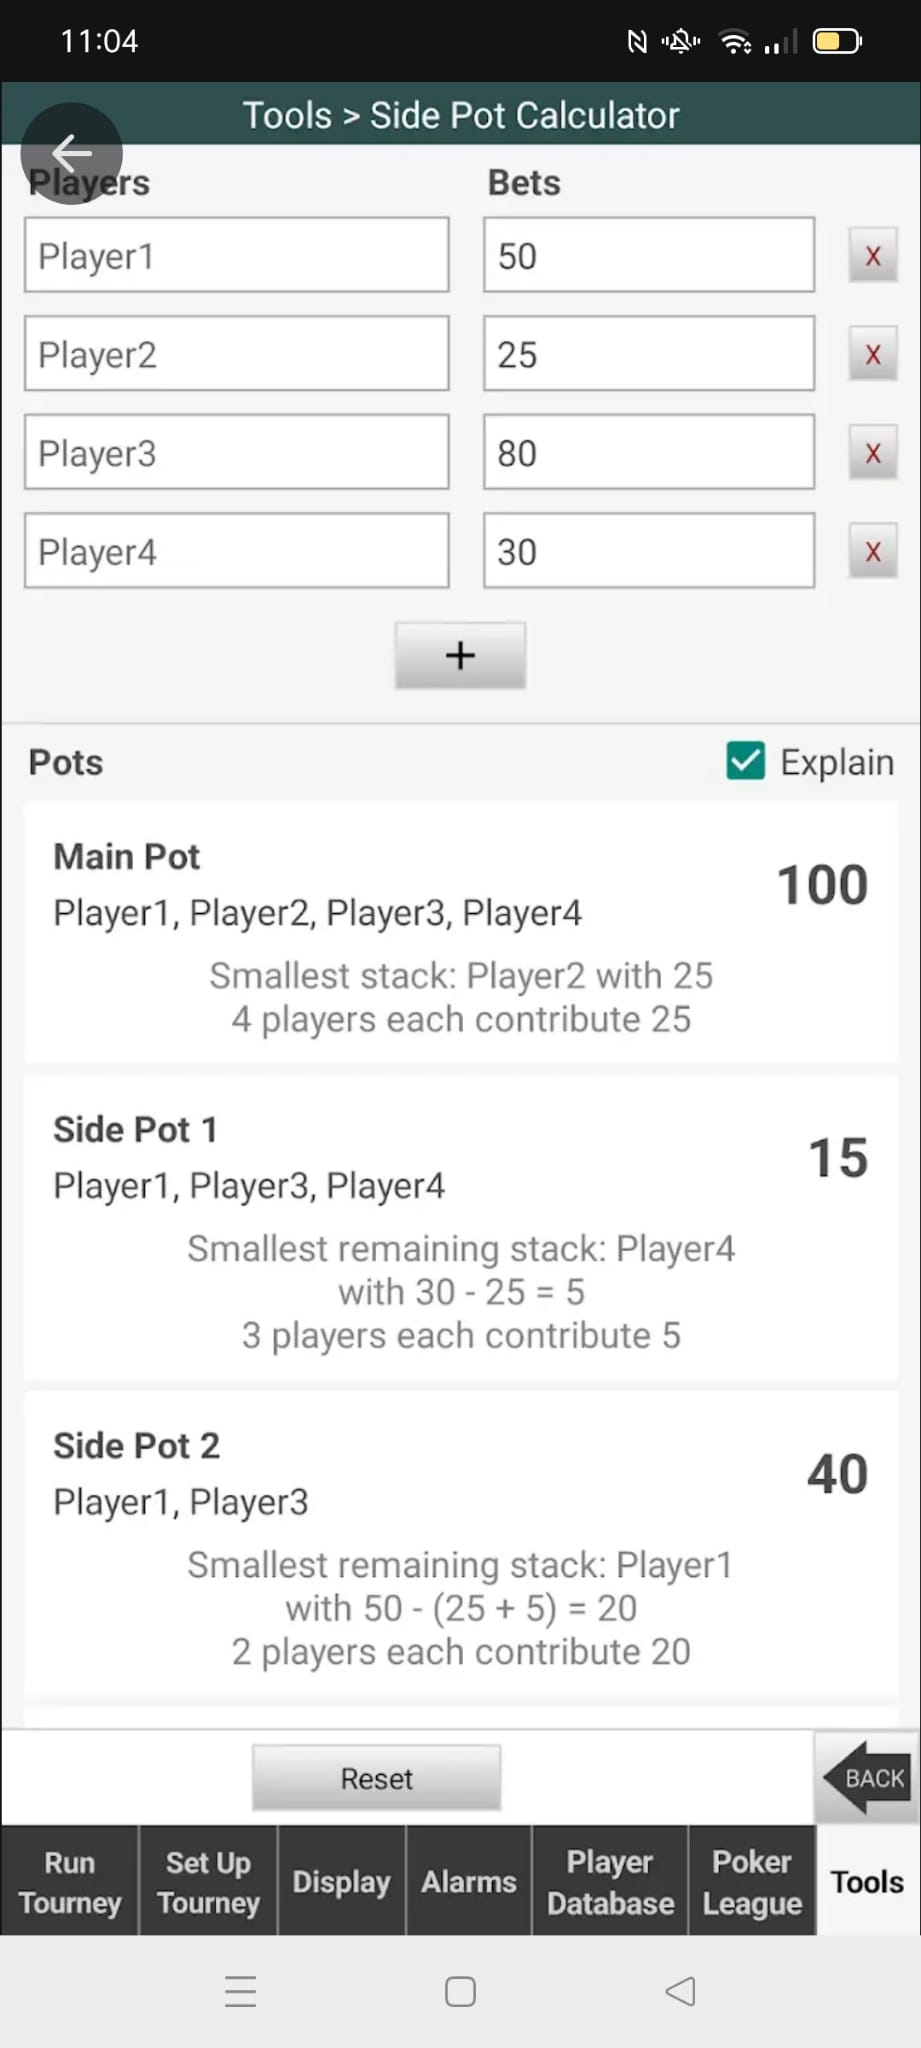 11:04
Tools > Side Pot Calculator
Players Bets
Player1 50 X
Player2 25 X
Player3 80 X
Player4 30 X
+
Pots Explain
Main Pot
100
Player1, Player2, Player3, Player4
Smallest stack: Player2 with 25
4 players each contribute 25
Side Pot 1
15
Player1, Player3, Player4
Smallest remaining stack: Player4
with 30 - 25 = 5
3 players each contribute 5
Side Pot 2
40
Player1, Player3
Smallest remaining stack: Player1
with 50 - (25 + 5) = 20
2 players each contribute 20
Reset
BACK
Run
Tourney
Set Up
Tourney
Display
Alarms
Player
Database
Poker
League
Tools